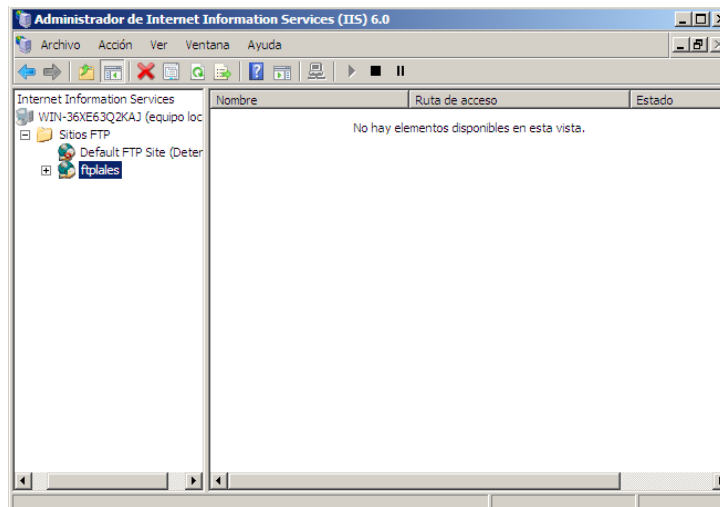 Administrador de Internet Information Services (IIS) 6.0
Archivo Acción Ver Ventana Ayuda
Internet Information Services
WIN-36XE63Q2KAJ (equipo loc
Sitios FTP
Default FTP Site (Deter
ftplales
Nombre Ruta de acceso Estado
No hay elementos disponibles en esta vista.